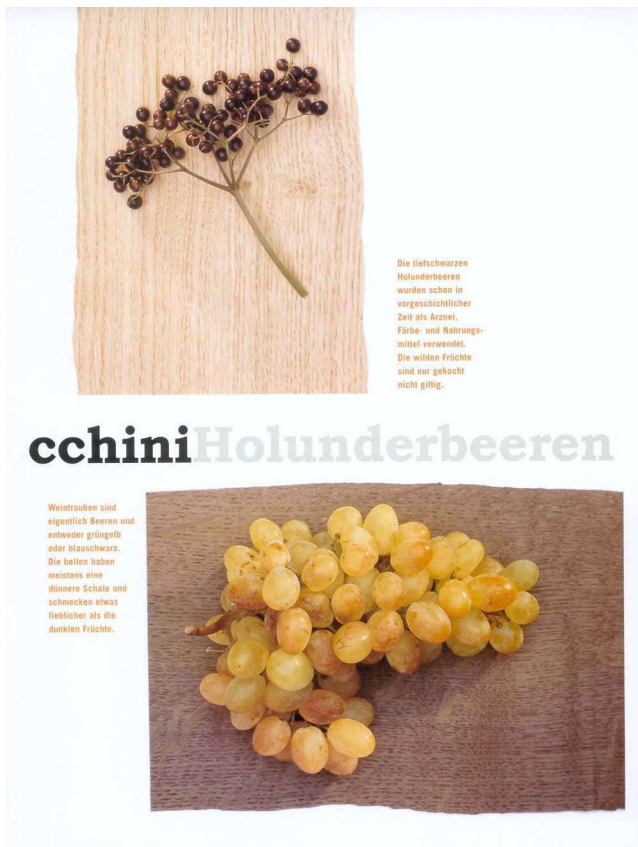 Die tiefschwarzen
Holunderbeeren
wurden schon in
vorgeschichtlicher
Zeit als Arznei,
Färbe- und Nahrungs-
mittel verwendet.
Die wilden Früchte
sind nur gekocht
nicht giftig.
cchiniHolunderbeeren
Weintrauben sind
eigentlich Beeren und
entweder grüngelb
oder blauschwarz.
Die hellen haben
meistens eine
dünnere Schale und
schmecken etwas
lieblicher als die
dunklen Früchte.